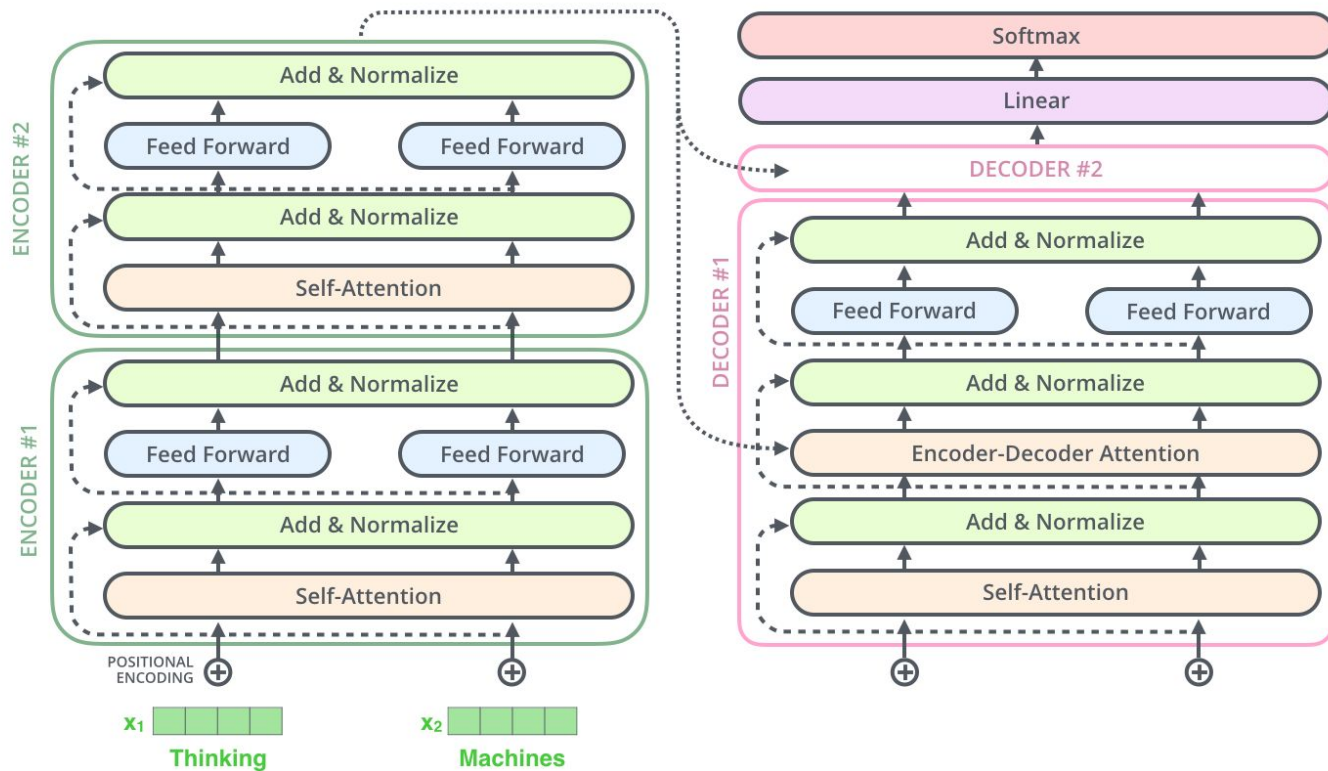 ENCODER #2
Add & Normalize
Feed Forward
Feed Forward
Add & Normalize
Self-Attention
ENCODER #1
Add & Normalize
Feed Forward
Feed Forward
Add & Normalize
Self-Attention
POSITIONAL
ENCODING
x₁
x₂
Thinking
Machines
Softmax
Linear
DECODER #2
DECODER #1
Add & Normalize
Feed Forward
Feed Forward
Add & Normalize
Encoder-Decoder Attention
Add & Normalize
Self-Attention